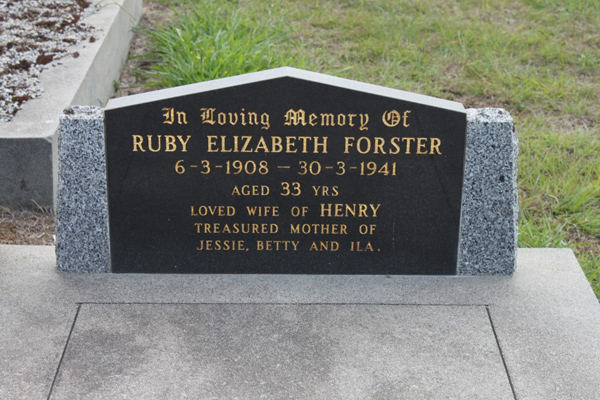 In Loving Memory Of
RUBY ELIZABETH FORSTER
6-3-1908 — 30-3-1941
AGED 33 YRS
LOVED WIFE OF HENRY
TREASURED MOTHER OF
JESSIE, BETTY AND ILA.